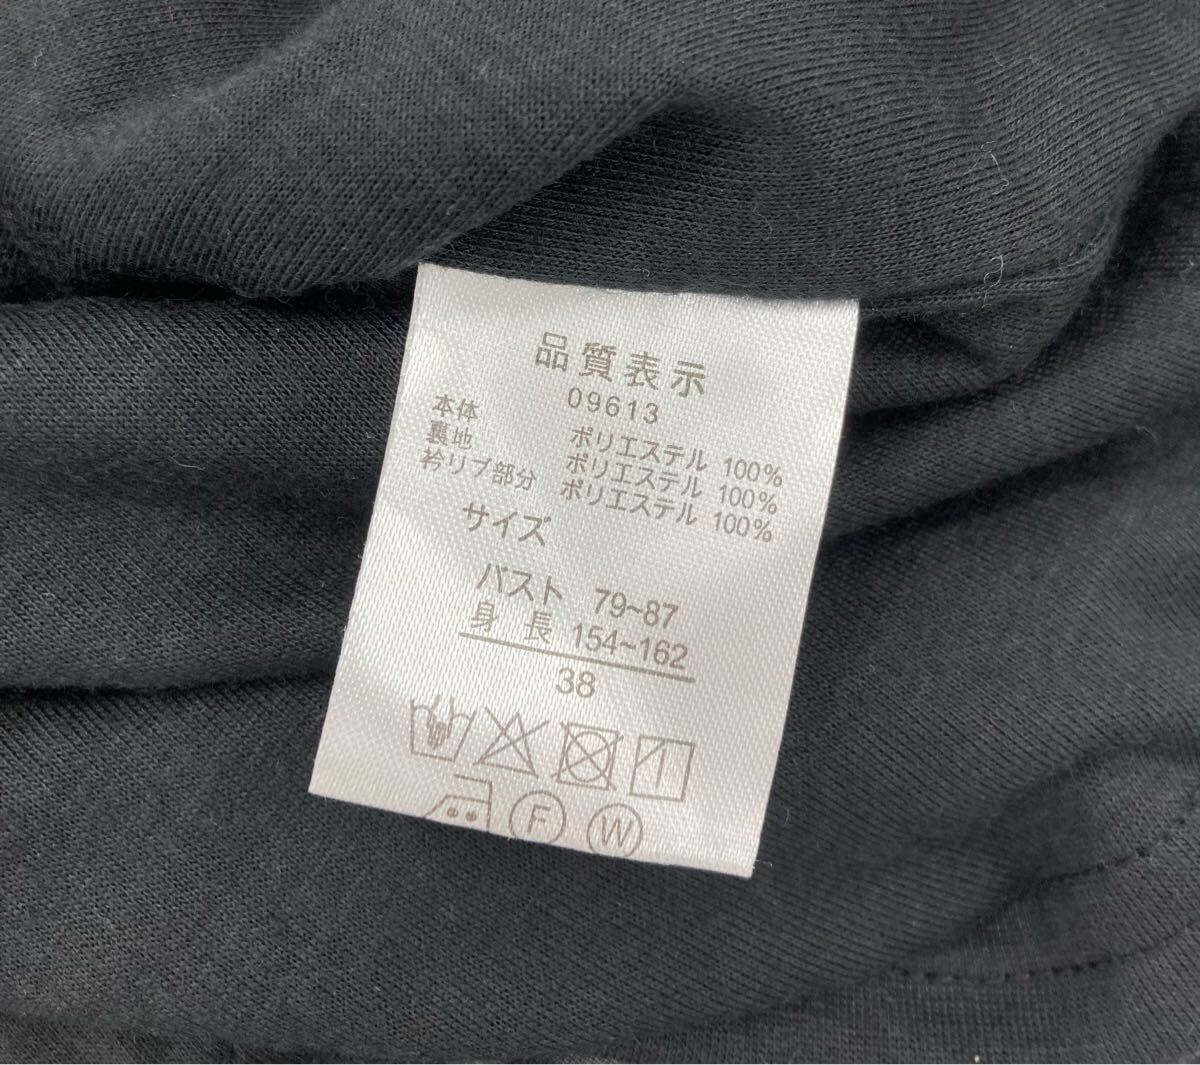 品質表示
09613
本体 ポリエステル 100%
裏地 ポリエステル 100%
衿リブ部分 ポリエステル 100%
サイズ
バスト 79~87
身長 154~162
38
F W